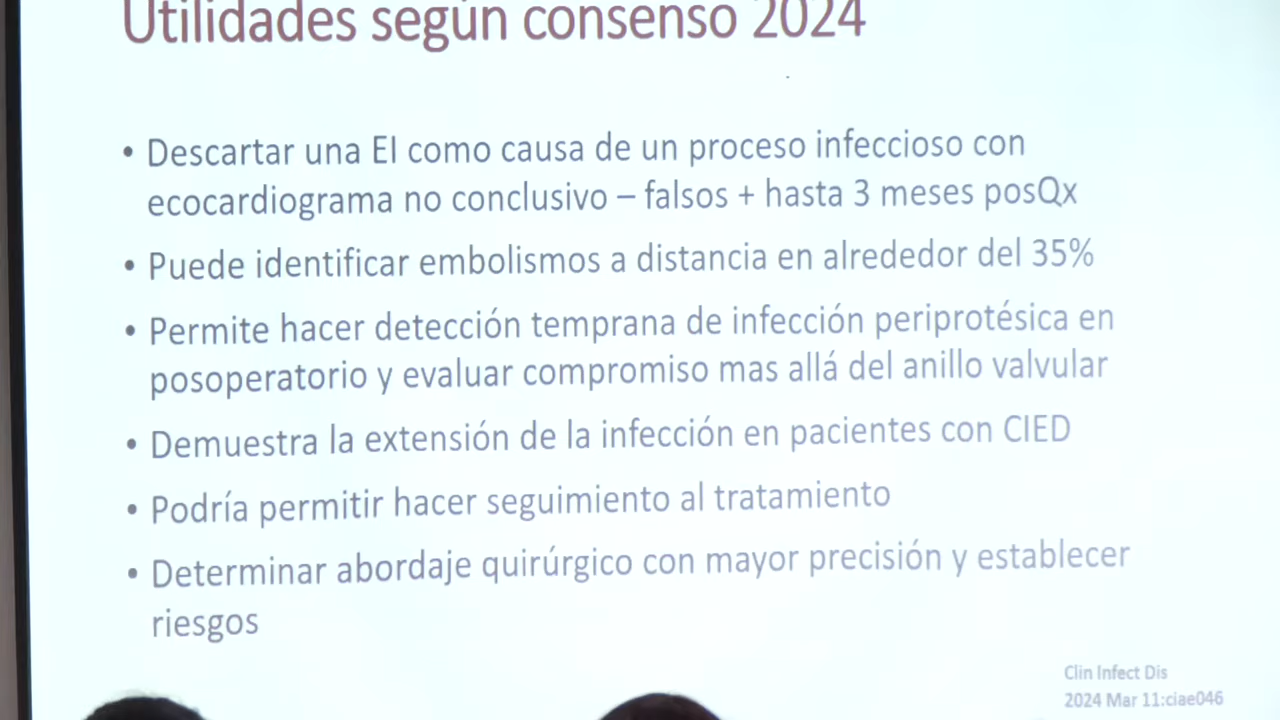 Utilidades según consenso 2024
• Descartar una EI como causa de un proceso infeccioso con
ecocardiograma no conclusivo – falsos + hasta 3 meses posQx
• Puede identificar embolismos a distancia en alrededor del 35%
• Permite hacer detección temprana de infección periprotésica en
posoperatorio y evaluar compromiso mas allá del anillo valvular
• Demuestra la extensión de la infección en pacientes con CIED
• Podría permitir hacer seguimiento al tratamiento
• Determinar abordaje quirúrgico con mayor precisión y establecer
riesgos
Clin Infect Dis
2024 Mar 11:ciae046